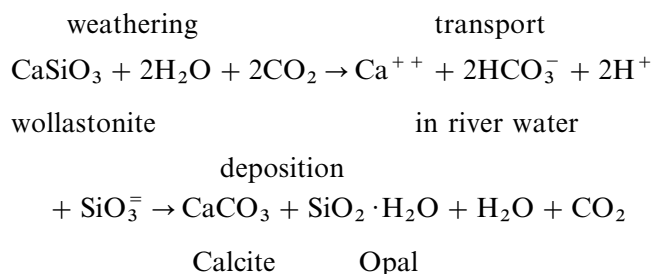 weathering transport
CaSiO₃ + 2H₂O + 2CO₂ → Ca⁺⁺ + 2HCO₃⁻ + 2H⁺
wollastonite in river water
deposition
+ SiO₃⁼ → CaCO₃ + SiO₂ · H₂O + H₂O + CO₂
Calcite Opal